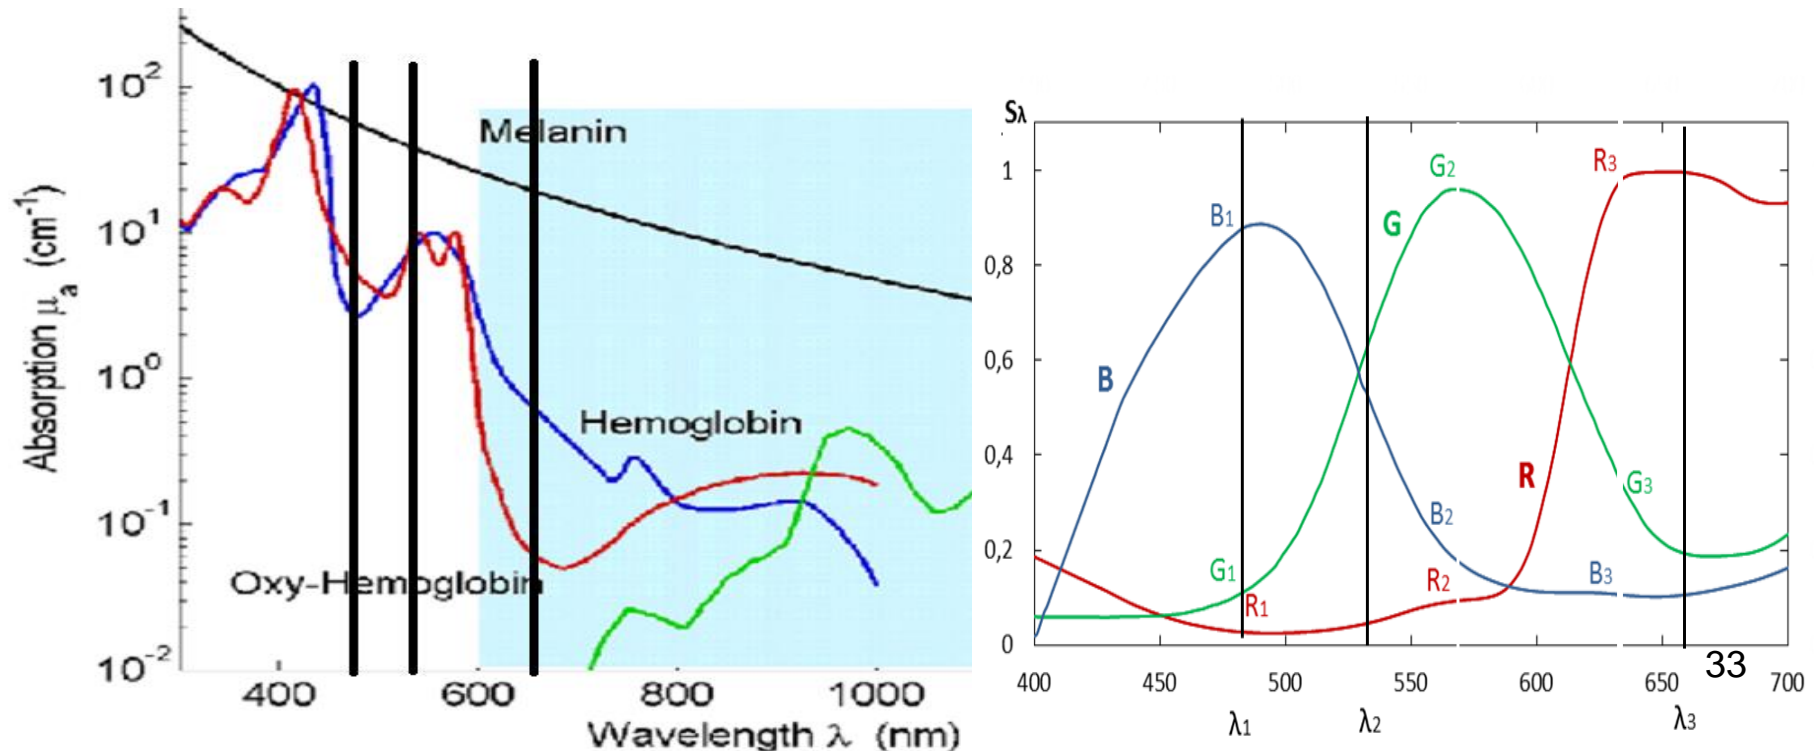 10²
10¹
10⁰
10⁻¹
10⁻²
Absorption μa (cm⁻¹)
Melanin
Hemoglobin
Oxy-Hemoglobin
400 600 800 1000
Wavelength λ (nm)
Sλ
1
0,8
0,6
0,4
0,2
0
B1
G2
R3
G
B
R
B2
G3
G1
R1
R2
B3
33
400 450 500 550 600 650 700
λ1 λ2 λ3